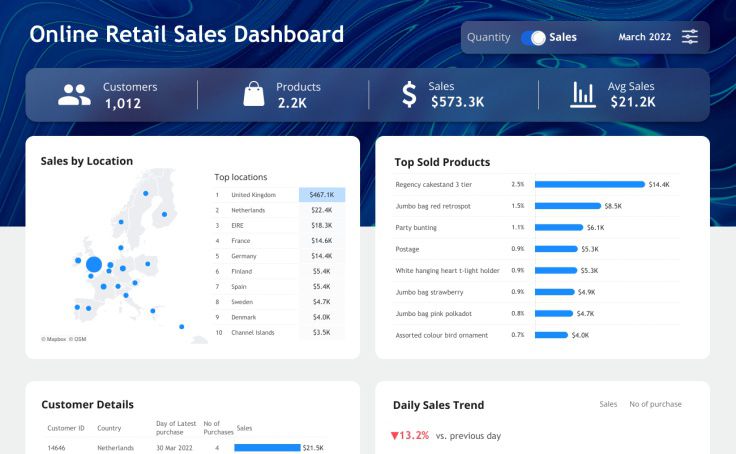 Online Retail Sales Dashboard
Quantity Sales March 2022
Customers
1,012
Products
2.2K
Sales
$573.3K
Avg Sales
$21.2K
Sales by Location
Top locations
1 United Kingdom $467.1K
2 Netherlands $22.4K
3 EIRE $18.3K
4 France $14.6K
5 Germany $14.4K
6 Finland $5.4K
7 Spain $5.4K
8 Sweden $4.7K
9 Denmark $4.0K
10 Channel Islands $3.5K
© Mapbox © OSM
Top Sold Products
Regency cakestand 3 tier 2.5% $14.4K
Jumbo bag red retrospot 1.5% $8.5K
Party bunting 1.1% $6.1K
Postage 0.9% $5.3K
White hanging heart t-light holder 0.9% $5.3K
Jumbo bag strawberry 0.9% $4.9K
Jumbo bag pink polkadot 0.8% $4.7K
Assorted colour bird ornament 0.7% $4.0K
Customer Details
Customer ID Country Day of Latest purchase No of Purchases Sales
14646 Netherlands 30 Mar 2022 4 $21.5K
Daily Sales Trend
Sales No of purchase
▼13.2% vs. previous day